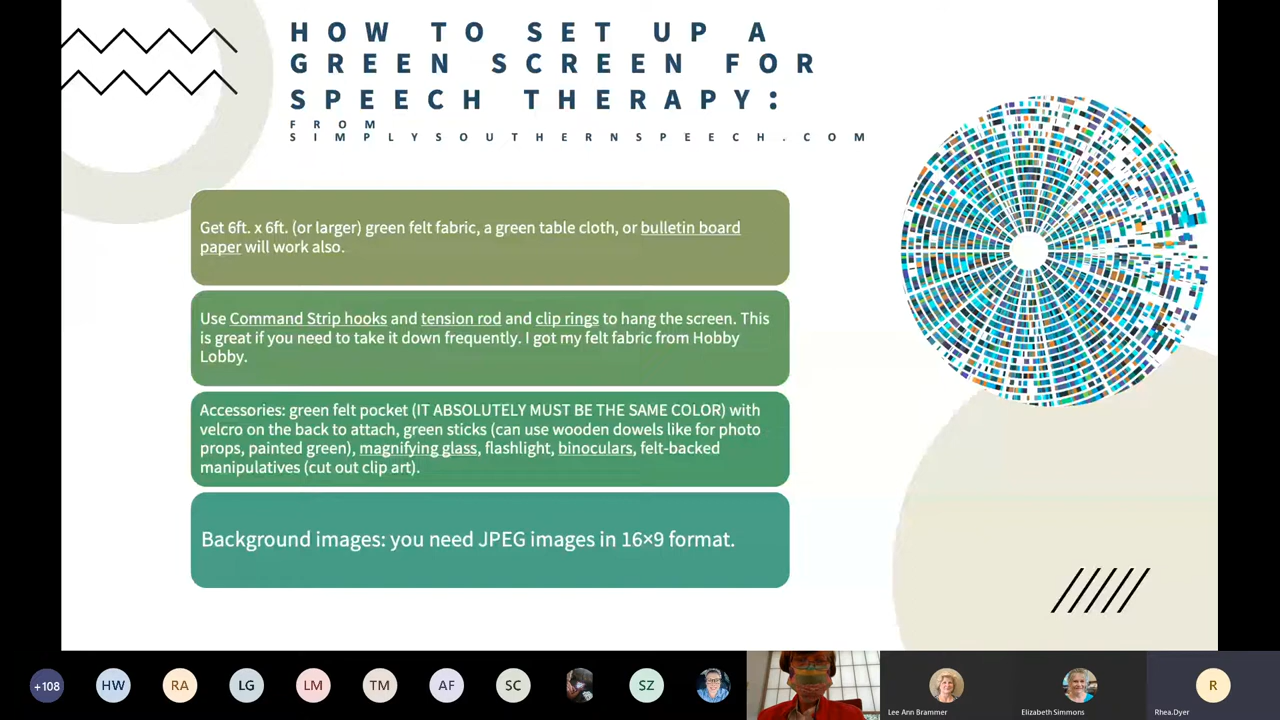 HOW TO SET UP A
GREEN SCREEN FOR
SPEECH THERAPY:
FROM
SIMPLYSOUTHERNSPEECH.COM
Get 6ft. x 6ft. (or larger) green felt fabric, a green table cloth, or bulletin board
paper will work also.
Use Command Strip hooks and tension rod and clip rings to hang the screen. This
is great if you need to take it down frequently. I got my felt fabric from Hobby
Lobby.
Accessories: green felt pocket (IT ABSOLUTELY MUST BE THE SAME COLOR) with
velcro on the back to attach, green sticks (can use wooden dowels like for photo
props, painted green), magnifying glass, flashlight, binoculars, felt-backed
manipulatives (cut out clip art).
Background images: you need JPEG images in 16×9 format.
+108 HW RA LG LM TM AF SC SZ R
Lee Ann Brammer Elizabeth Simmons Rhea.Dyer